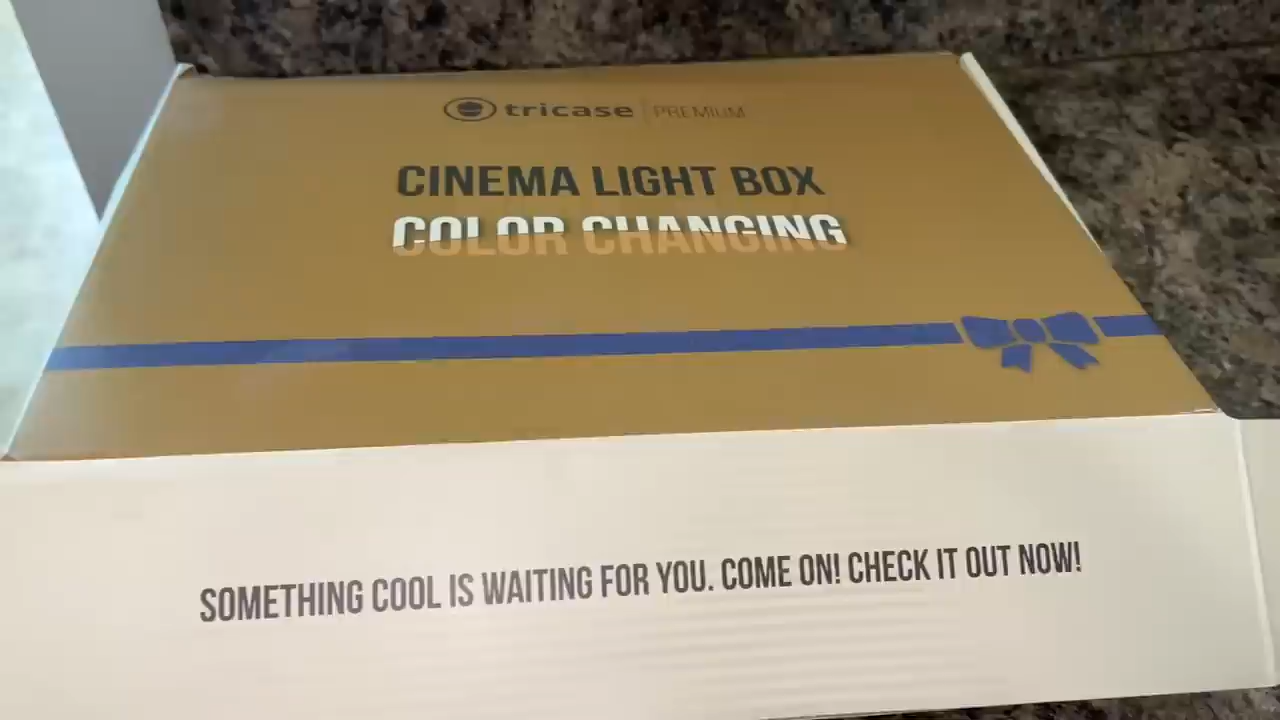 tricase | PREMIUM
CINEMA LIGHT BOX
COLOR CHANGING
SOMETHING COOL IS WAITING FOR YOU. COME ON! CHECK IT OUT NOW!